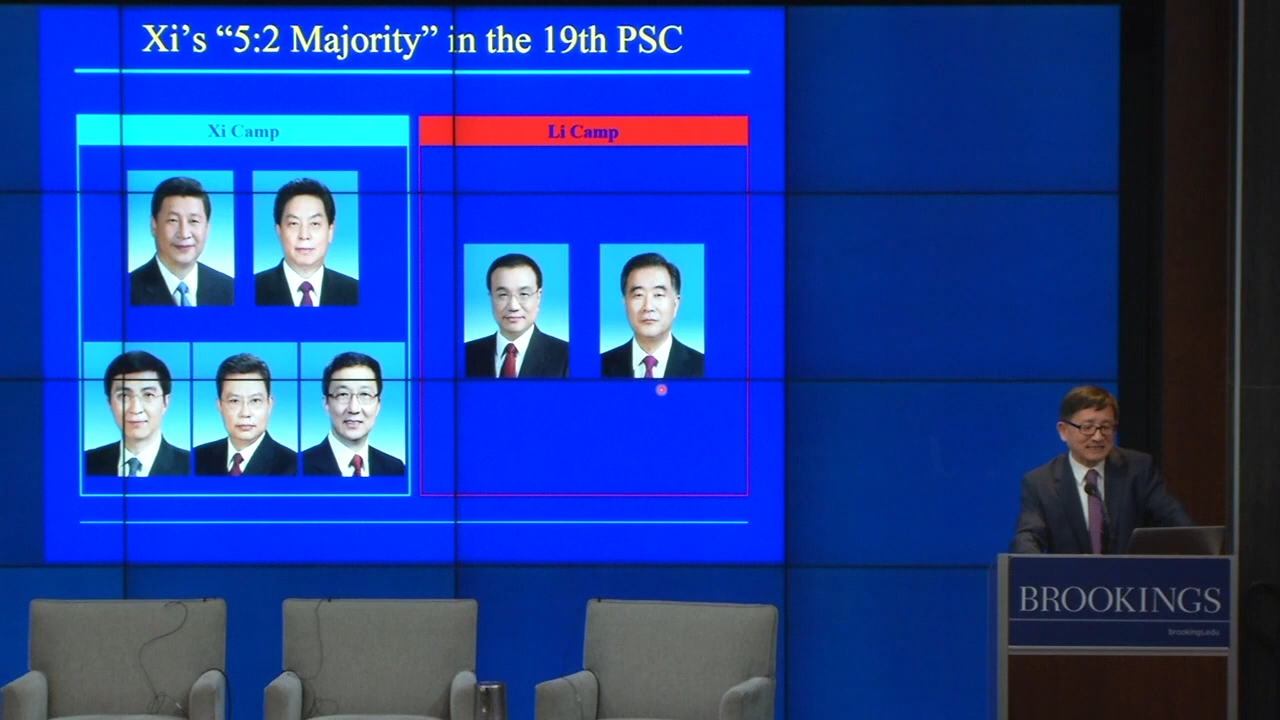 Xi’s “5:2 Majority” in the 19th PSC
Xi Camp
Li Camp
BROOKINGS
brookings.edu